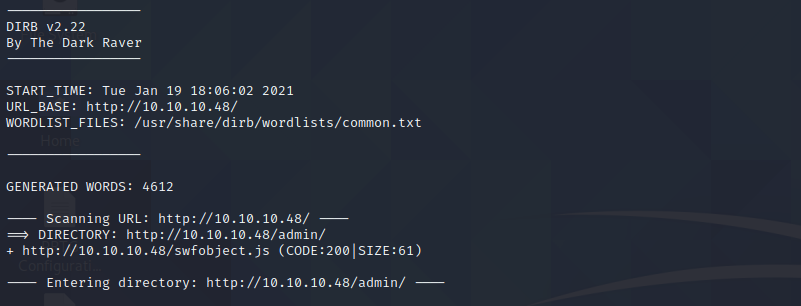 -----------------
DIRB v2.22
By The Dark Raver
-----------------
START_TIME: Tue Jan 19 18:06:02 2021
URL_BASE: http://10.10.10.48/
WORDLIST_FILES: /usr/share/dirb/wordlists/common.txt
-----------------
GENERATED WORDS: 4612
---- Scanning URL: http://10.10.10.48/ ----
==> DIRECTORY: http://10.10.10.48/admin/
+ http://10.10.10.48/swfobject.js (CODE:200|SIZE:61)
---- Entering directory: http://10.10.10.48/admin/ ----
Home
Configurati...